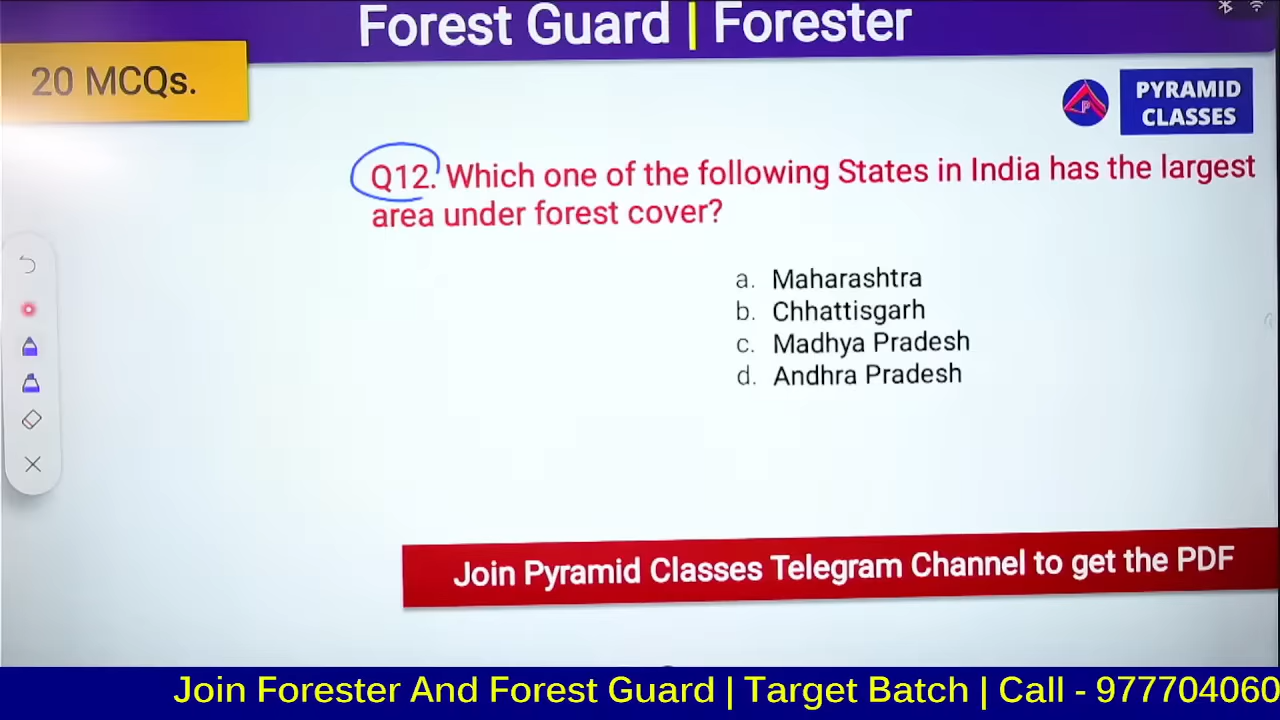 Forest Guard | Forester
20 MCQs.
PYRAMID
CLASSES
Q12. Which one of the following States in India has the largest
area under forest cover?
a. Maharashtra
b. Chhattisgarh
c. Madhya Pradesh
d. Andhra Pradesh
Join Pyramid Classes Telegram Channel to get the PDF
Join Forester And Forest Guard | Target Batch | Call - 977704060